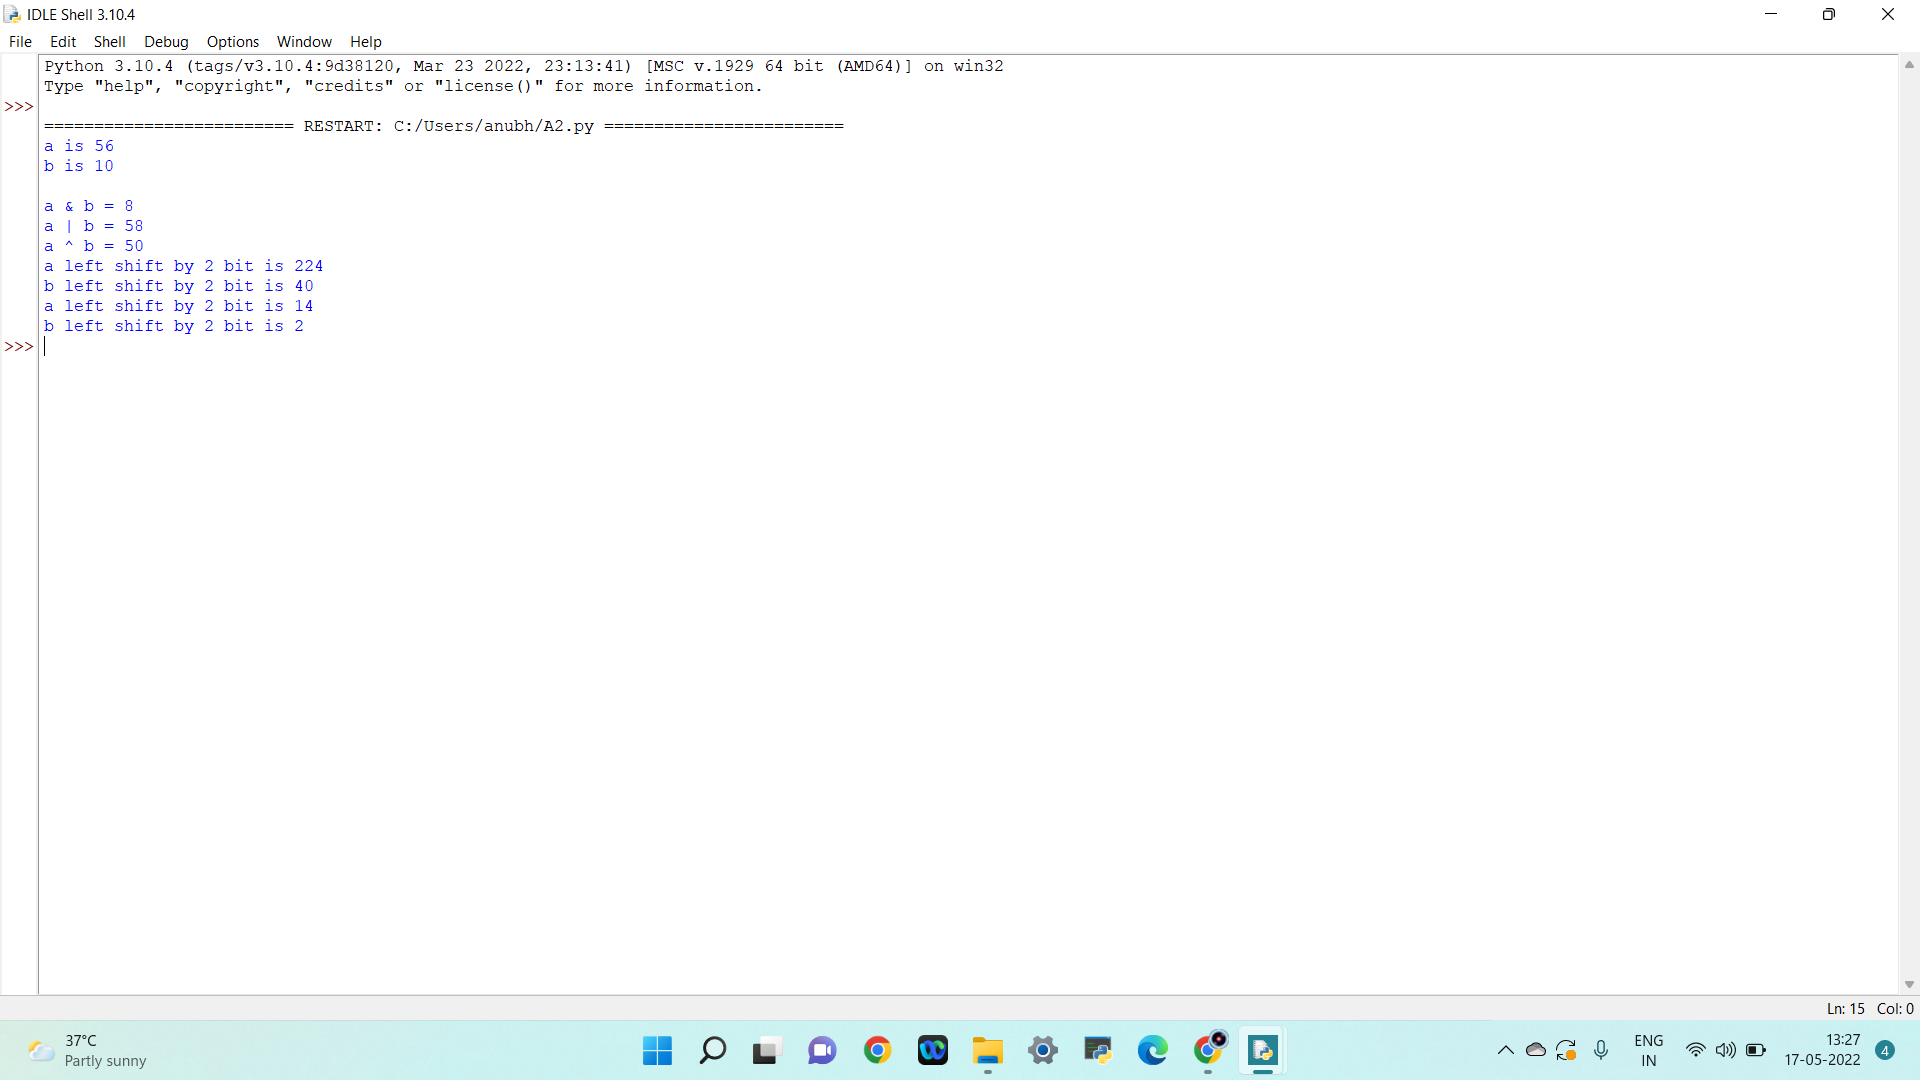 IDLE Shell 3.10.4
File Edit Shell Debug Options Window Help
Python 3.10.4 (tags/v3.10.4:9d38120, Mar 23 2022, 23:13:41) [MSC v.1929 64 bit (AMD64)] on win32
Type "help", "copyright", "credits" or "license()" for more information.
>>>
========================= RESTART: C:/Users/anubh/A2.py ========================
a is 56
b is 10
a & b = 8
a | b = 58
a ^ b = 50
a left shift by 2 bit is 224
b left shift by 2 bit is 40
a left shift by 2 bit is 14
b left shift by 2 bit is 2
>>>
Ln: 15 Col: 0
37°C
Partly sunny
ENG
IN
13:27
17-05-2022
4